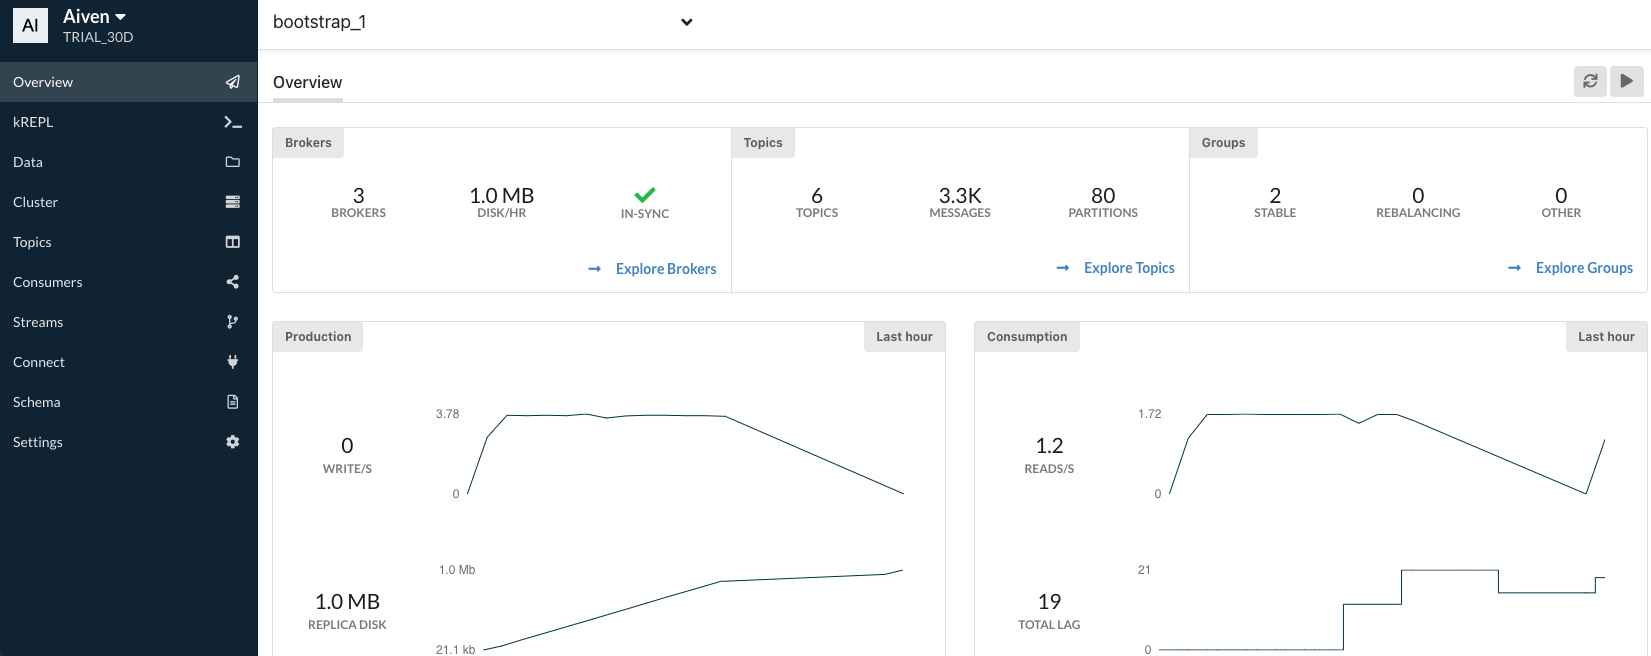 AI
Aiven
TRIAL_30D
Overview
kREPL
Data
Cluster
Topics
Consumers
Streams
Connect
Schema
Settings
bootstrap_1
Overview
Brokers
3
BROKERS
1.0 MB
DISK/HR
IN-SYNC
Explore Brokers
Topics
6
TOPICS
3.3K
MESSAGES
80
PARTITIONS
Explore Topics
Groups
2
STABLE
0
REBALANCING
0
OTHER
Explore Groups
Production
Last hour
0
WRITE/S
3.78
0
1.0 MB
REPLICA DISK
1.0 Mb
21.1 kb
Consumption
Last hour
1.2
READS/S
1.72
0
19
TOTAL LAG
21
0